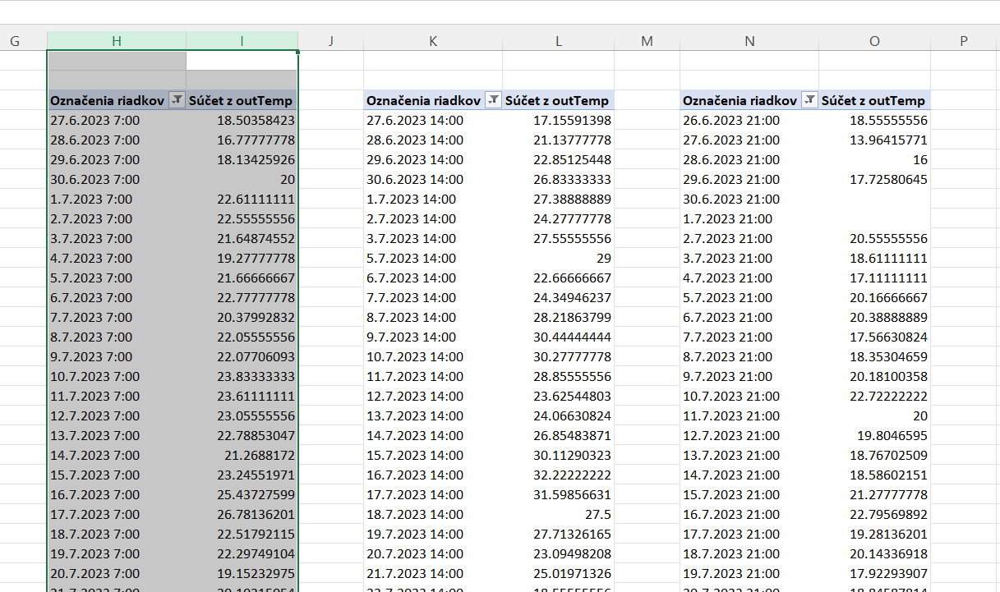 G H I J K L M N O P
Označenia riadkov Súčet z outTemp Označenia riadkov Súčet z outTemp Označenia riadkov Súčet z outTemp
27.6.2023 7:00 18.50358423 27.6.2023 14:00 17.15591398 26.6.2023 21:00 18.55555556
28.6.2023 7:00 16.77777778 28.6.2023 14:00 21.13777778 27.6.2023 21:00 13.96415771
29.6.2023 7:00 18.13425926 29.6.2023 14:00 22.85125448 28.6.2023 21:00 16
30.6.2023 7:00 20 30.6.2023 14:00 26.83333333 29.6.2023 21:00 17.72580645
1.7.2023 7:00 22.61111111 1.7.2023 14:00 27.38888889 30.6.2023 21:00
2.7.2023 7:00 22.55555556 2.7.2023 14:00 24.27777778 1.7.2023 21:00
3.7.2023 7:00 21.64874552 3.7.2023 14:00 27.55555556 2.7.2023 21:00 20.55555556
4.7.2023 7:00 19.27777778 5.7.2023 14:00 29 3.7.2023 21:00 18.61111111
5.7.2023 7:00 21.66666667 6.7.2023 14:00 22.66666667 4.7.2023 21:00 17.11111111
6.7.2023 7:00 22.77777778 7.7.2023 14:00 24.34946237 5.7.2023 21:00 20.16666667
7.7.2023 7:00 20.37992832 8.7.2023 14:00 28.21863799 6.7.2023 21:00 20.38888889
8.7.2023 7:00 22.05555556 9.7.2023 14:00 30.44444444 7.7.2023 21:00 17.56630824
9.7.2023 7:00 22.07706093 10.7.2023 14:00 30.27777778 8.7.2023 21:00 18.35304659
10.7.2023 7:00 23.83333333 11.7.2023 14:00 28.85555556 9.7.2023 21:00 20.18100358
11.7.2023 7:00 23.61111111 12.7.2023 14:00 23.62544803 10.7.2023 21:00 22.72222222
12.7.2023 7:00 23.05555556 13.7.2023 14:00 24.06630824 11.7.2023 21:00 20
13.7.2023 7:00 22.78853047 14.7.2023 14:00 26.85483871 12.7.2023 21:00 19.8046595
14.7.2023 7:00 21.2688172 15.7.2023 14:00 30.11290323 13.7.2023 21:00 18.76702509
15.7.2023 7:00 23.24551971 16.7.2023 14:00 32.22222222 14.7.2023 21:00 18.58602151
16.7.2023 7:00 25.43727599 17.7.2023 14:00 31.59856631 15.7.2023 21:00 21.27777778
17.7.2023 7:00 26.78136201 18.7.2023 14:00 27.5 16.7.2023 21:00 22.79569892
18.7.2023 7:00 22.51792115 19.7.2023 14:00 27.71326165 17.7.2023 21:00 19.28136201
19.7.2023 7:00 22.29749104 20.7.2023 14:00 23.09498208 18.7.2023 21:00 20.14336918
20.7.2023 7:00 19.15232975 21.7.2023 14:00 25.01971326 19.7.2023 21:00 17.92293907